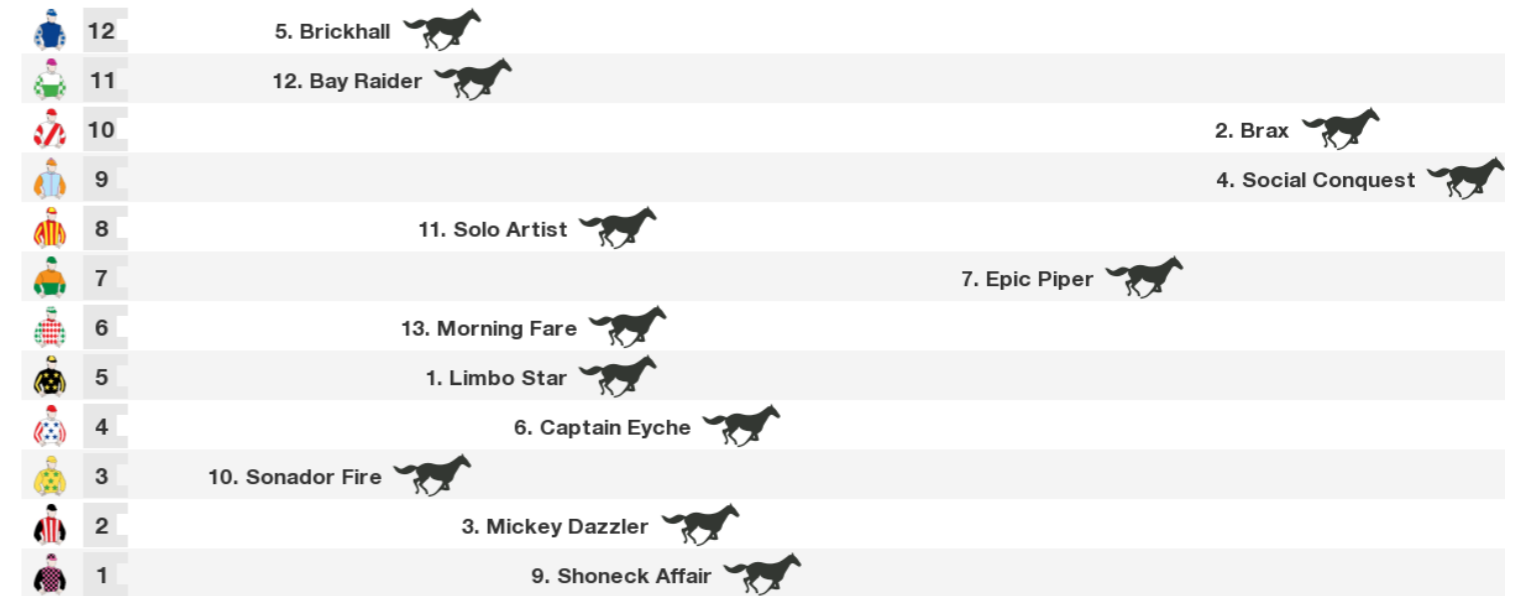 12 5. Brickhall
11 12. Bay Raider
10 2. Brax
9 4. Social Conquest
8 11. Solo Artist
7 7. Epic Piper
6 13. Morning Fare
5 1. Limbo Star
4 6. Captain Eyche
3 10. Sonador Fire
2 3. Mickey Dazzler
1 9. Shoneck Affair